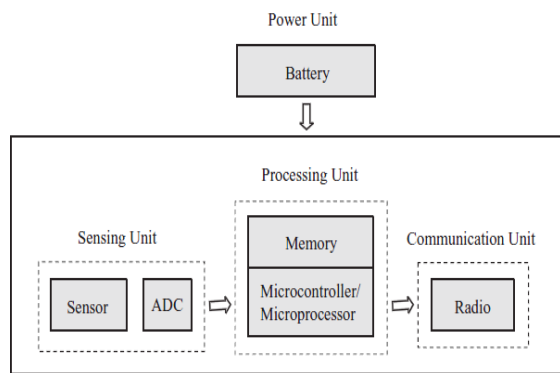 Power Unit
Battery
Processing Unit
Sensing Unit
Memory
Communication Unit
Sensor
ADC
Microcontroller/
Microprocessor
Radio